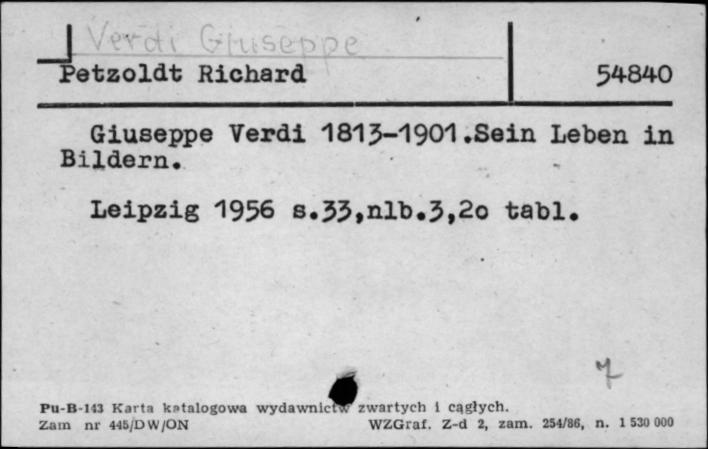 Verdi Giuseppe
Petzoldt Richard 54840
Giuseppe Verdi 1813-1901.Sein Leben in
Bildern.
Leipzig 1956 s.33,nlb.3,2o tabl.
7
Pu-B-143 Karta katalogowa wydawnictw zwartych i ciągłych.
Zam nr 445/DW/ON WZGraf. Z-d 2, zam. 254/86, n. 1 530 000